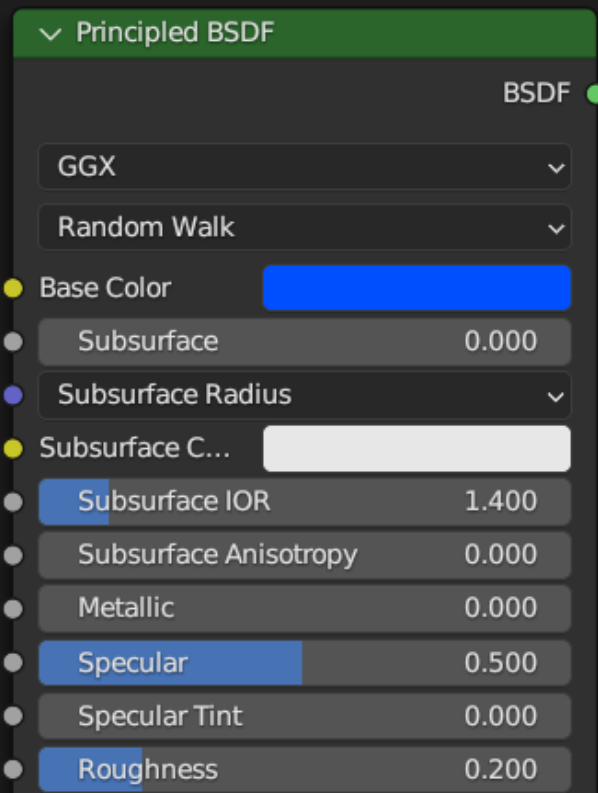 Principled BSDF
BSDF
GGX
Random Walk
Base Color
Subsurface 0.000
Subsurface Radius
Subsurface C...
Subsurface IOR 1.400
Subsurface Anisotropy 0.000
Metallic 0.000
Specular 0.500
Specular Tint 0.000
Roughness 0.200